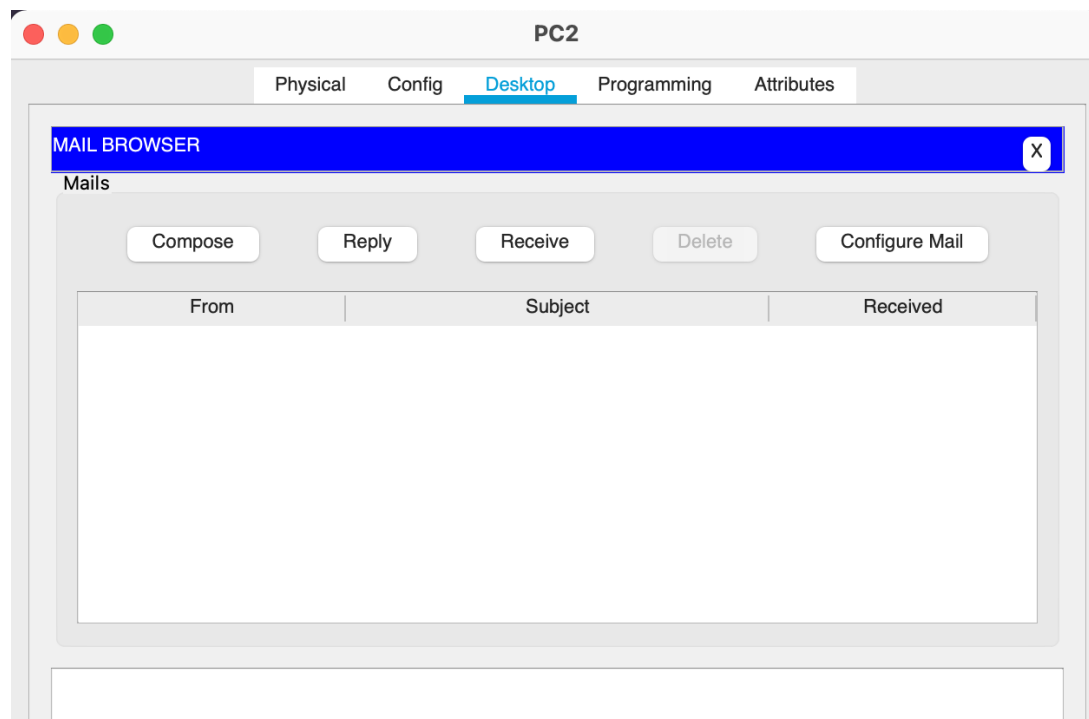 PC2
Physical Config Desktop Programming Attributes
MAIL BROWSER X
Mails
Compose Reply Receive Delete Configure Mail
From Subject Received